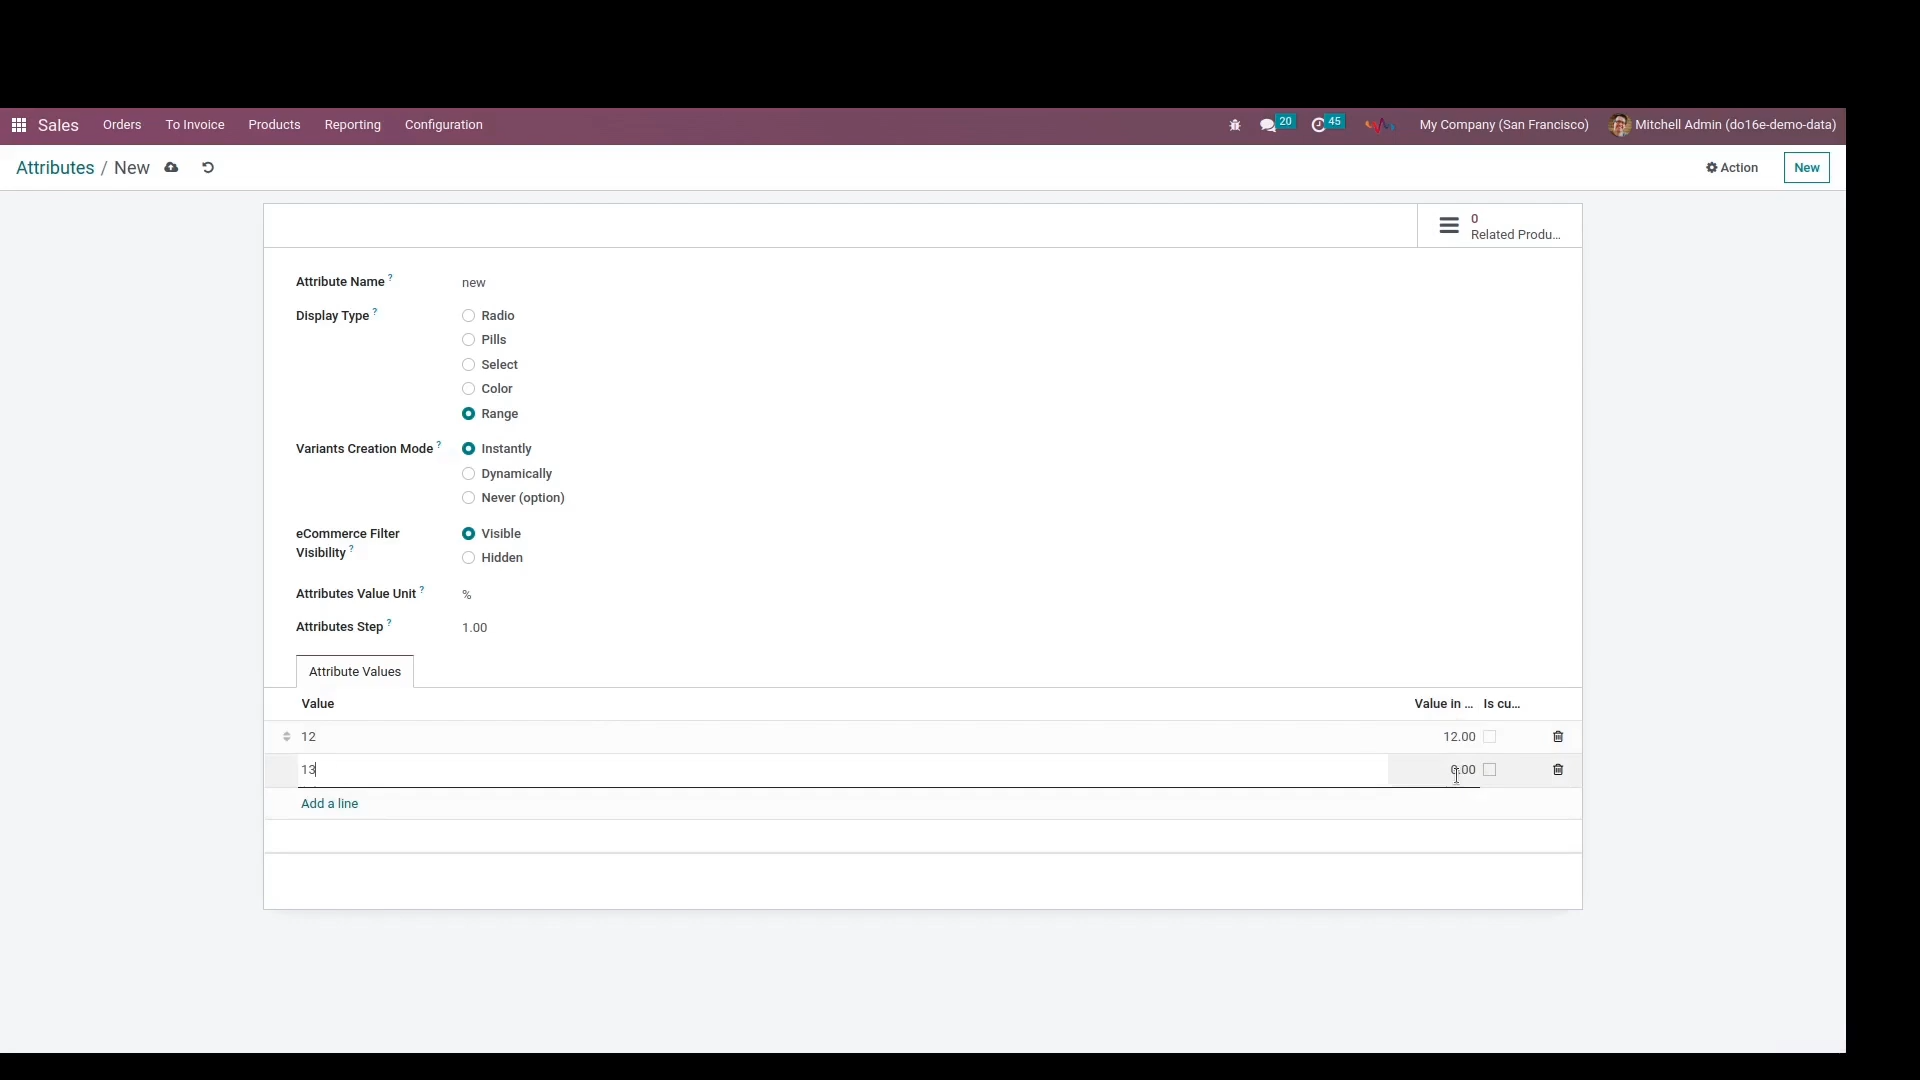 Sales Orders To Invoice Products Reporting Configuration 20 45 My Company (San Francisco) Mitchell Admin (do16e-demo-data)
Attributes / New Action New
0
Related Produ...
Attribute Name ? new
Display Type ? Radio
Pills
Select
Color
Range
Variants Creation Mode ? Instantly
Dynamically
Never (option)
eCommerce Filter Visible
Visibility ? Hidden
Attributes Value Unit ? %
Attributes Step ? 1.00
Attribute Values
Value Value in ... Is cu...
12 12.00
13 0.00
Add a line